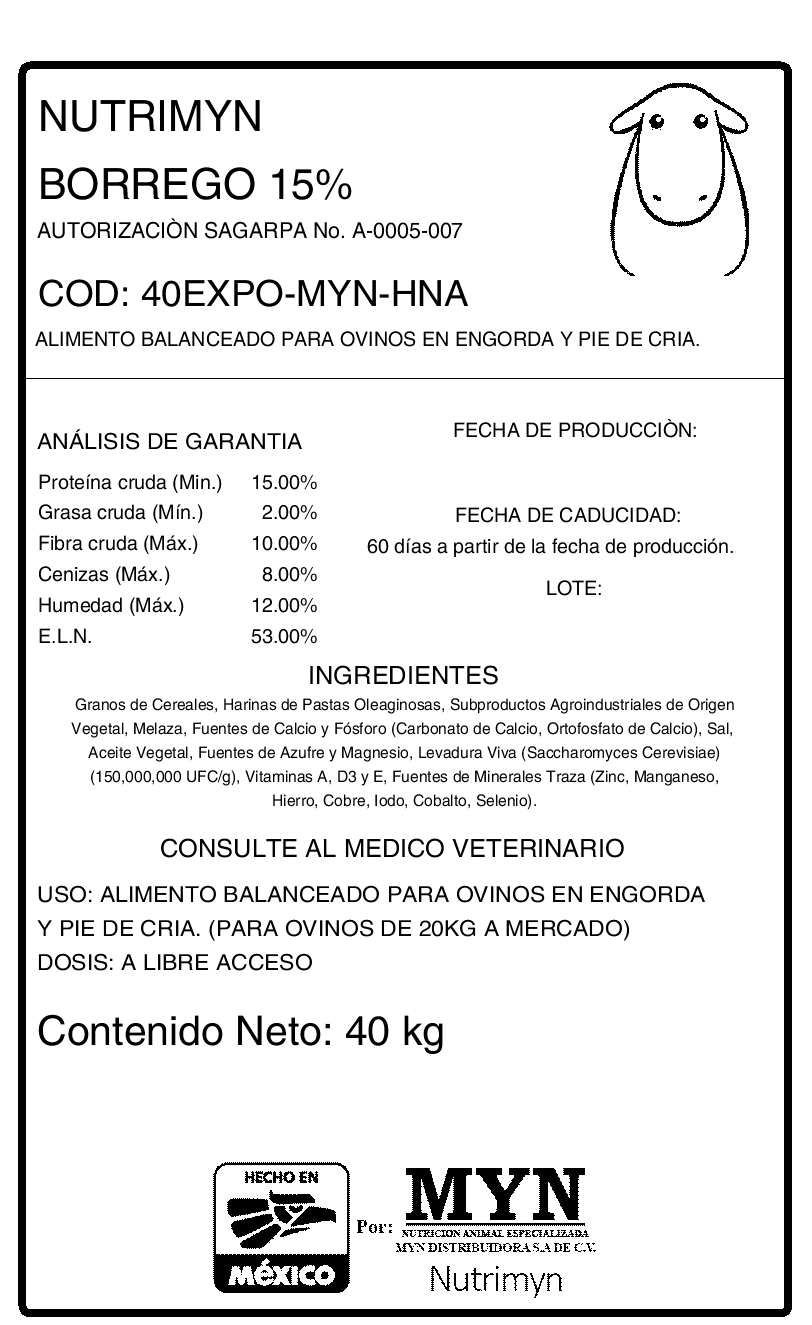 NUTRIMYN
BORREGO 15%
AUTORIZACIÒN SAGARPA No. A-0005-007
COD: 40EXPO-MYN-HNA
ALIMENTO BALANCEADO PARA OVINOS EN ENGORDA Y PIE DE CRIA.
ANÁLISIS DE GARANTIA
Proteína cruda (Min.) 15.00%
Grasa cruda (Mín.) 2.00%
Fibra cruda (Máx.) 10.00%
Cenizas (Máx.) 8.00%
Humedad (Máx.) 12.00%
E.L.N. 53.00%
FECHA DE PRODUCCIÒN:
FECHA DE CADUCIDAD:
60 días a partir de la fecha de producción.
LOTE:
INGREDIENTES
Granos de Cereales, Harinas de Pastas Oleaginosas, Subproductos Agroindustriales de Origen
Vegetal, Melaza, Fuentes de Calcio y Fósforo (Carbonato de Calcio, Ortofosfato de Calcio), Sal,
Aceite Vegetal, Fuentes de Azufre y Magnesio, Levadura Viva (Saccharomyces Cerevisiae)
(150,000,000 UFC/g), Vitaminas A, D3 y E, Fuentes de Minerales Traza (Zinc, Manganeso,
Hierro, Cobre, Iodo, Cobalto, Selenio).
CONSULTE AL MEDICO VETERINARIO
USO: ALIMENTO BALANCEADO PARA OVINOS EN ENGORDA
Y PIE DE CRIA. (PARA OVINOS DE 20KG A MERCADO)
DOSIS: A LIBRE ACCESO
Contenido Neto: 40 kg
HECHO EN
MéXICO
Por:
MYN
NUTRICION ANIMAL ESPECIALIZADA
MYN DISTRIBUIDORA S.A DE C.V.
Nutrimyn